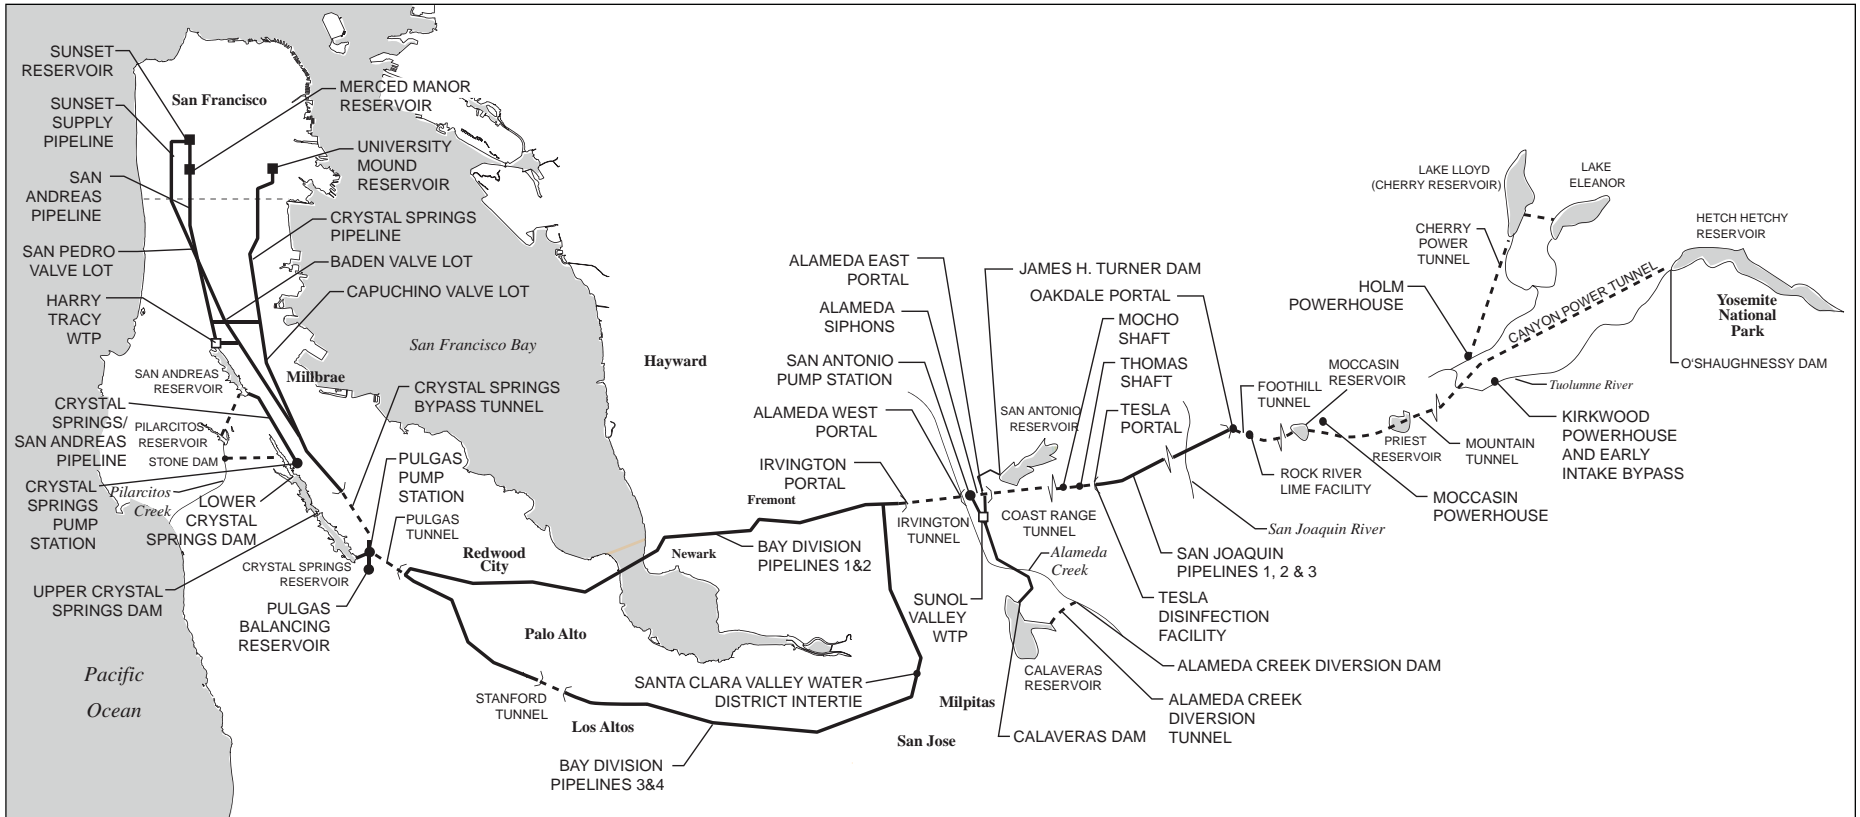 SUNSET
RESERVOIR
San Francisco
MERCED MANOR
RESERVOIR
SUNSET
SUPPLY
PIPELINE
UNIVERSITY
MOUND
RESERVOIR
SAN
ANDREAS
PIPELINE
CRYSTAL SPRINGS
PIPELINE
SAN PEDRO
VALVE LOT
BADEN VALVE LOT
CAPUCHINO VALVE LOT
HARRY
TRACY
WTP
San Francisco Bay
SAN ANDREAS
RESERVOIR
Millbrae
CRYSTAL SPRINGS
BYPASS TUNNEL
CRYSTAL
SPRINGS/
SAN ANDREAS
PIPELINE
PILARCITOS
RESERVOIR
STONE DAM
Pilarcitos
Creek
CRYSTAL
SPRINGS
PUMP
STATION
LOWER
CRYSTAL
SPRINGS DAM
PULGAS
PUMP
STATION
PULGAS
TUNNEL
CRYSTAL SPRINGS
RESERVOIR
UPPER CRYSTAL
SPRINGS DAM
PULGAS
BALANCING
RESERVOIR
Pacific
Ocean
Redwood
City
Palo Alto
STANFORD
TUNNEL
Los Altos
BAY DIVISION
PIPELINES 3&4
Hayward
Fremont
Newark
BAY DIVISION
PIPELINES 1&2
SANTA CLARA VALLEY WATER
DISTRICT INTERTIE
Milpitas
San Jose
ALAMEDA EAST
PORTAL
ALAMEDA
SIPHONS
SAN ANTONIO
PUMP STATION
ALAMEDA WEST
PORTAL
IRVINGTON
PORTAL
IRVINGTON
TUNNEL
SUNOL
VALLEY
WTP
JAMES H. TURNER DAM
OAKDALE PORTAL
MOCHO
SHAFT
THOMAS
SHAFT
TESLA
PORTAL
SAN ANTONIO
RESERVOIR
COAST RANGE
TUNNEL
Alameda
Creek
CALAVERAS
RESERVOIR
CALAVERAS DAM
SAN JOAQUIN
PIPELINES 1, 2 & 3
TESLA
DISINFECTION
FACILITY
ALAMEDA CREEK DIVERSION DAM
ALAMEDA CREEK
DIVERSION
TUNNEL
San Joaquin River
FOOTHILL
TUNNEL
ROCK RIVER
LIME FACILITY
MOCCASIN
RESERVOIR
MOCCASIN
POWERHOUSE
PRIEST
RESERVOIR
MOUNTAIN
TUNNEL
LAKE LLOYD
(CHERRY RESERVOIR)
LAKE
ELEANOR
CHERRY
POWER
TUNNEL
HOLM
POWERHOUSE
CANYON POWER TUNNEL
HETCH HETCHY
RESERVOIR
Yosemite
National
Park
O'SHAUGHNESSY DAM
Tuolumne River
KIRKWOOD
POWERHOUSE
AND EARLY
INTAKE BYPASS